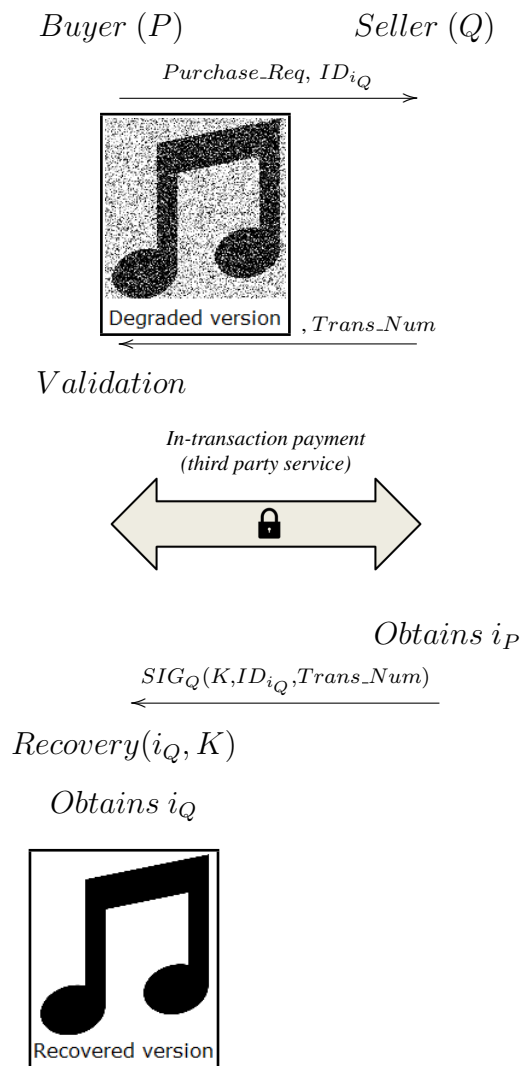 Buyer (P) Seller (Q)
Purchase_Req, ID_{i_Q}
Degraded version , Trans_Num
Validation
In-transaction payment
(third party service)
Obtains i_P
SIG_Q(K,ID_{i_Q},Trans_Num)
Recovery(i_Q, K)
Obtains i_Q
Recovered version